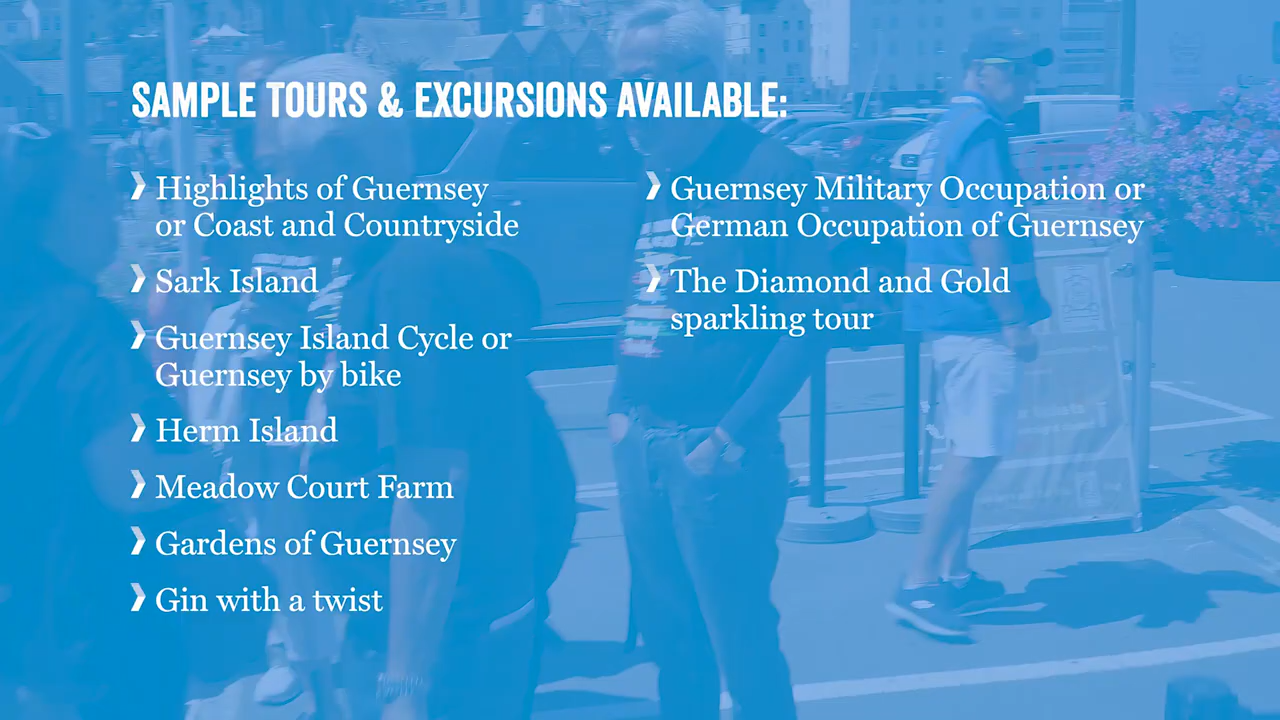 SAMPLE TOURS & EXCURSIONS AVAILABLE:
Highlights of Guernsey
or Coast and Countryside
Sark Island
Guernsey Island Cycle or
Guernsey by bike
Herm Island
Meadow Court Farm
Gardens of Guernsey
Gin with a twist
Guernsey Military Occupation or
German Occupation of Guernsey
The Diamond and Gold
sparkling tour